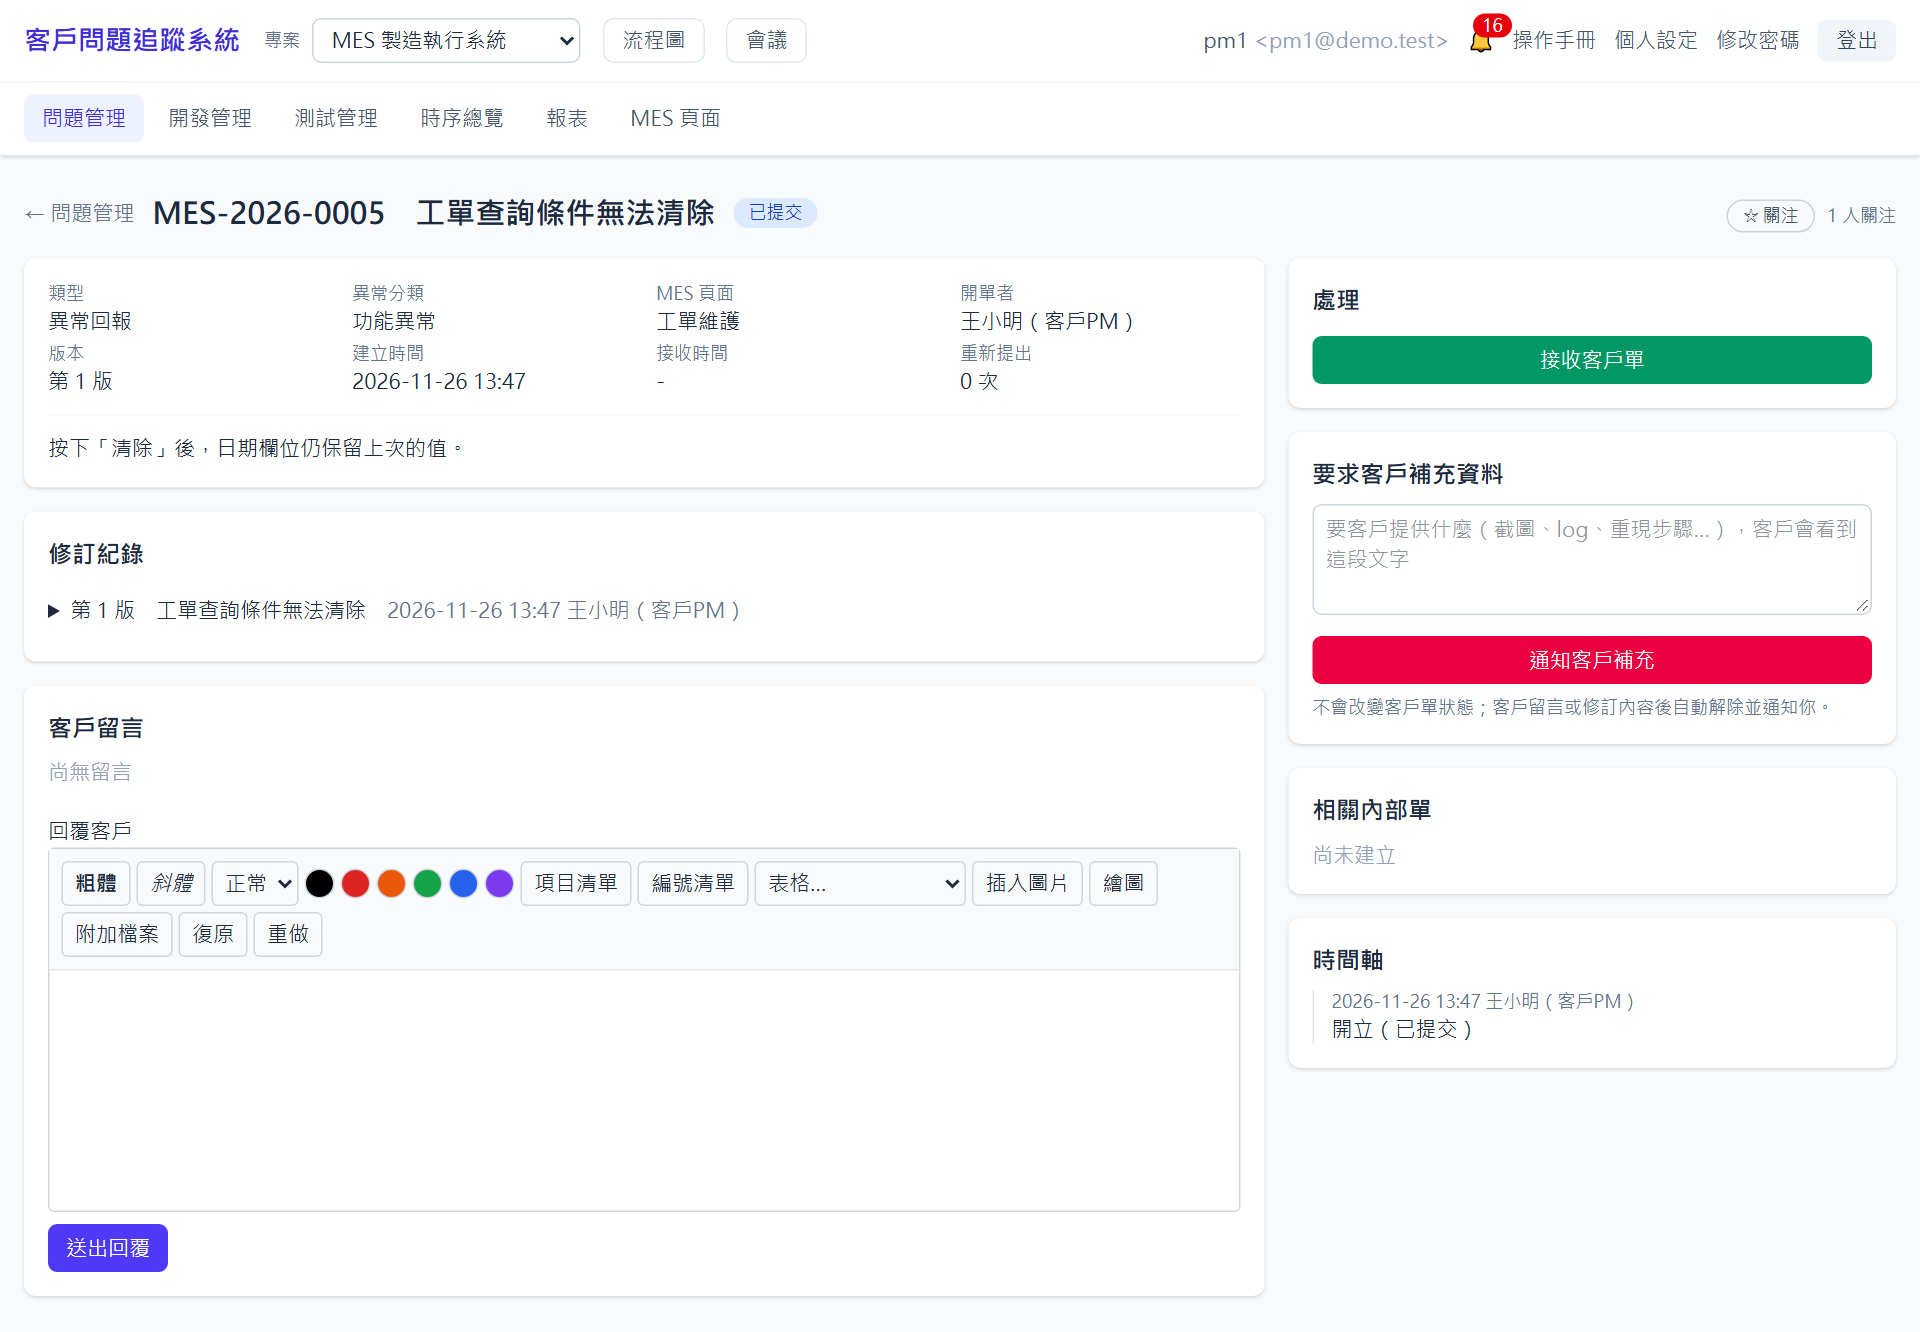 客戶問題追蹤系統 專案 MES 製造執行系統 流程圖 會議 pm1 <pm1@demo.test> 16 操作手冊 個人設定 修改密碼 登出
問題管理 開發管理 測試管理 時序總覽 報表 MES 頁面
← 問題管理 MES-2026-0005 工單查詢條件無法清除 已提交 ☆ 關注 1 人關注
類型 異常分類 MES 頁面 開單者
異常回報 功能異常 工單維護 王小明（客戶PM）
版本 建立時間 接收時間 重新提出
第 1 版 2026-11-26 13:47 - 0 次
按下「清除」後，日期欄位仍保留上次的值。
修訂紀錄
▶ 第 1 版 工單查詢條件無法清除 2026-11-26 13:47 王小明（客戶PM）
客戶留言
尚無留言
回覆客戶
粗體 斜體 正常 項目清單 編號清單 表格... 插入圖片 繪圖
附加檔案 復原 重做
送出回覆
處理
接收客戶單
要求客戶補充資料
要客戶提供什麼（截圖、log、重現步驟...），客戶會看到
這段文字
通知客戶補充
不會改變客戶單狀態；客戶留言或修訂內容後自動解除並通知你。
相關內部單
尚未建立
時間軸
2026-11-26 13:47 王小明（客戶PM）
開立（已提交）